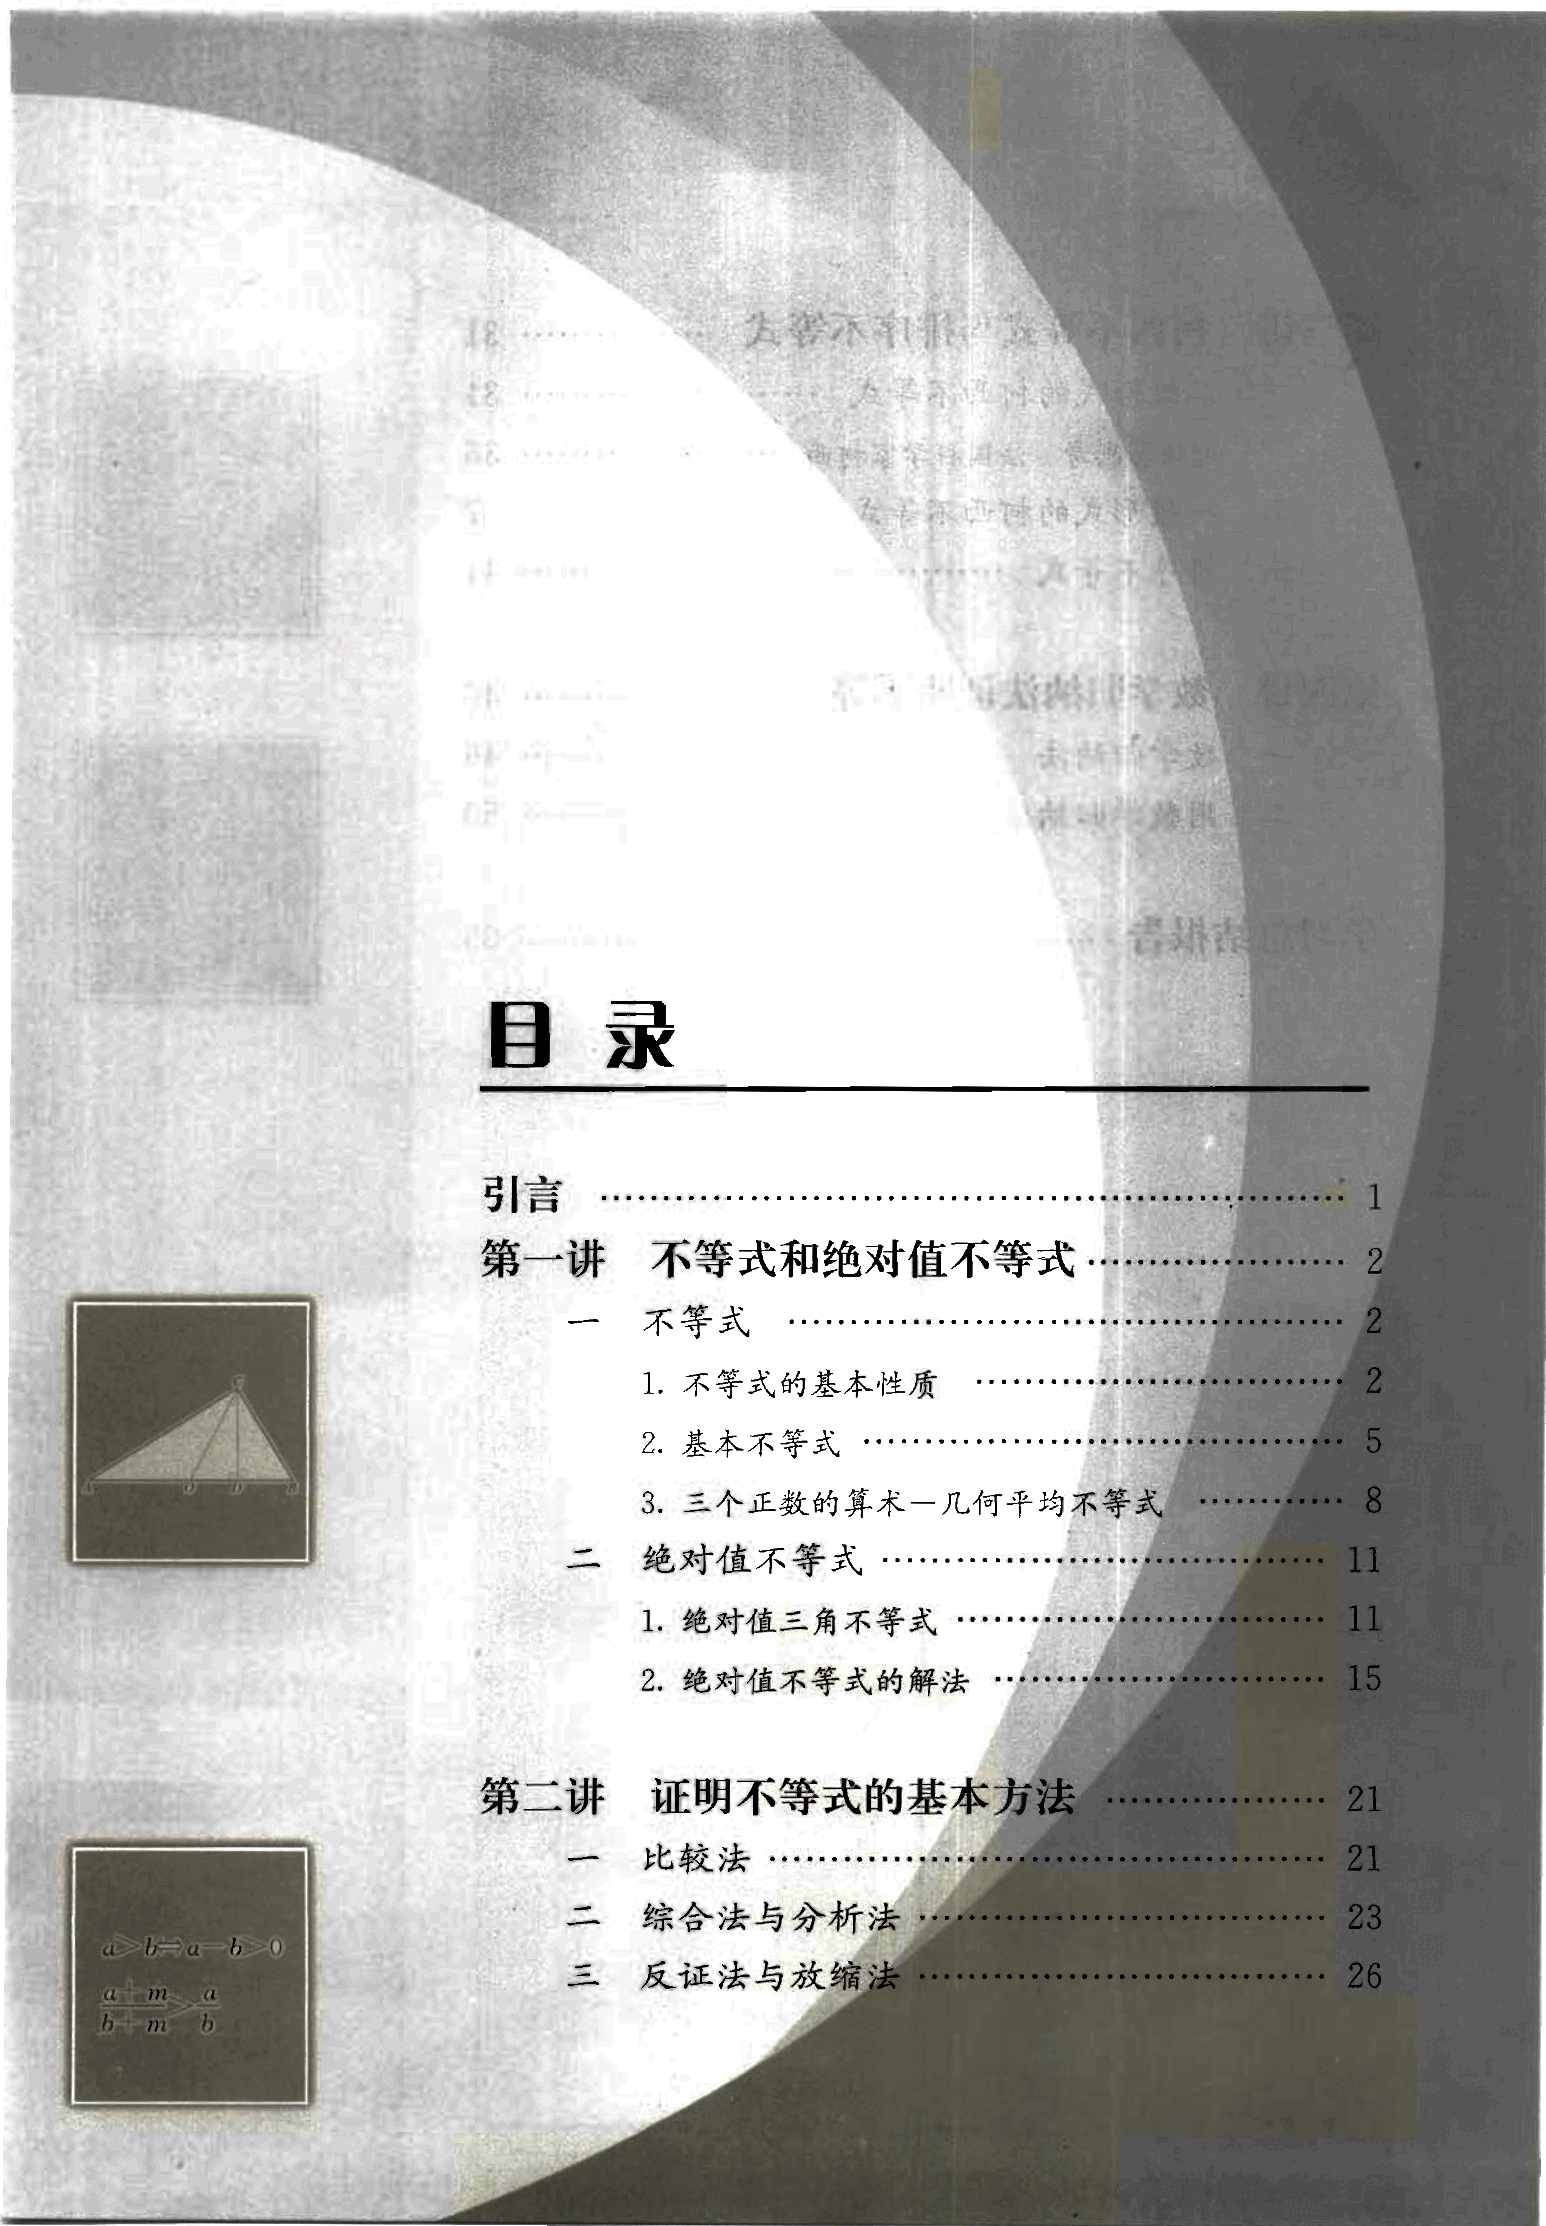 目 录
引言 …… 1
第一讲 不等式和绝对值不等式 …… 2
一 不等式 …… 2
1. 不等式的基本性质 …… 2
2. 基本不等式 …… 5
3. 三个正数的算术－几何平均不等式 …… 8
二 绝对值不等式 …… 11
1. 绝对值三角不等式 …… 11
2. 绝对值不等式的解法 …… 15
第二讲 证明不等式的基本方法 …… 21
一 比较法 …… 21
二 综合法与分析法 …… 23
三 反证法与放缩法 …… 26
C
A O D B
a>b⇔a－b>0
a＋m/b＋m>a/b